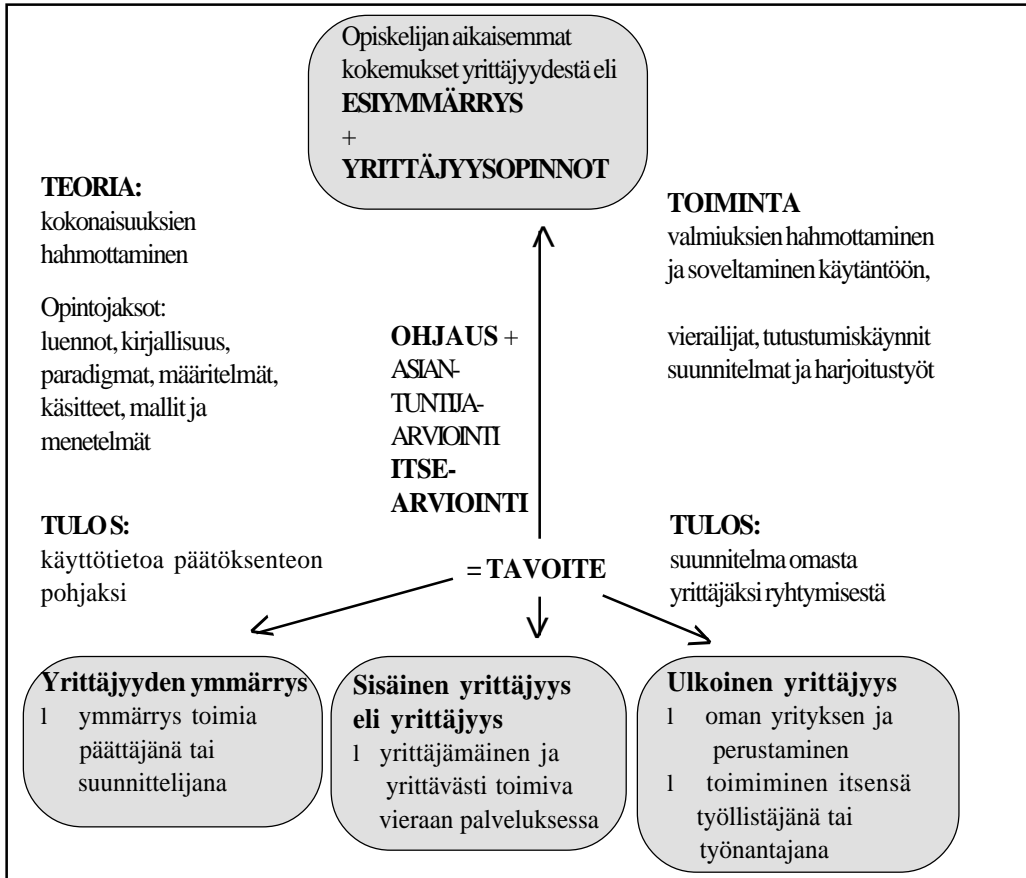 Opiskelijan aikaisemmat
kokemukset yrittäjyydestä eli
ESIYMMÄRRYS
+
YRITTÄJYYSOPINNOT
TEORIA:
kokonaisuuksien
hahmottaminen
Opintojaksot:
luennot, kirjallisuus,
paradigmat, määritelmät,
käsitteet, mallit ja
menetelmät
TULOS:
käyttötietoa päätöksenteon
pohjaksi
OHJAUS +
ASIAN-
TUNTIJA-
ARVIOINTI
ITSE-
ARVIOINTI
= TAVOITE
TOIMINTA
valmiuksien hahmottaminen
ja soveltaminen käytäntöön,
vierailijat, tutustumiskäynnit
suunnitelmat ja harjoitustyöt
TULOS:
suunnitelma omasta
yrittäjäksi ryhtymisestä
Yrittäjyyden ymmärrys
l ymmärrys toimia
päättäjänä tai
suunnittelijana
Sisäinen yrittäjyys
eli yrittäjyys
l yrittäjämäinen ja
yrittävästi toimiva
vieraan palveluksessa
Ulkoinen yrittäjyys
l oman yrityksen ja
perustaminen
l toimiminen itsensä
työllistäjänä tai
työnantajana